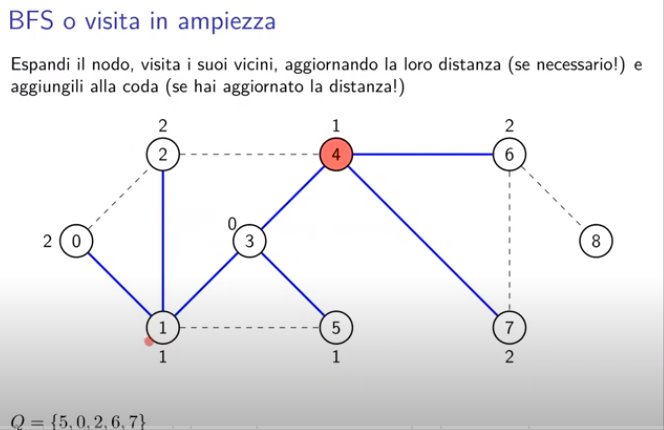 BFS o visita in ampiezza
Espandi il nodo, visita i suoi vicini, aggiornando la loro distanza (se necessario!) e
aggiungili alla coda (se hai aggiornato la distanza!)
2 1 2
2 4 6
0
2 0 3 8
1 5 7
1 1 2
Q = {5, 0, 2, 6, 7}